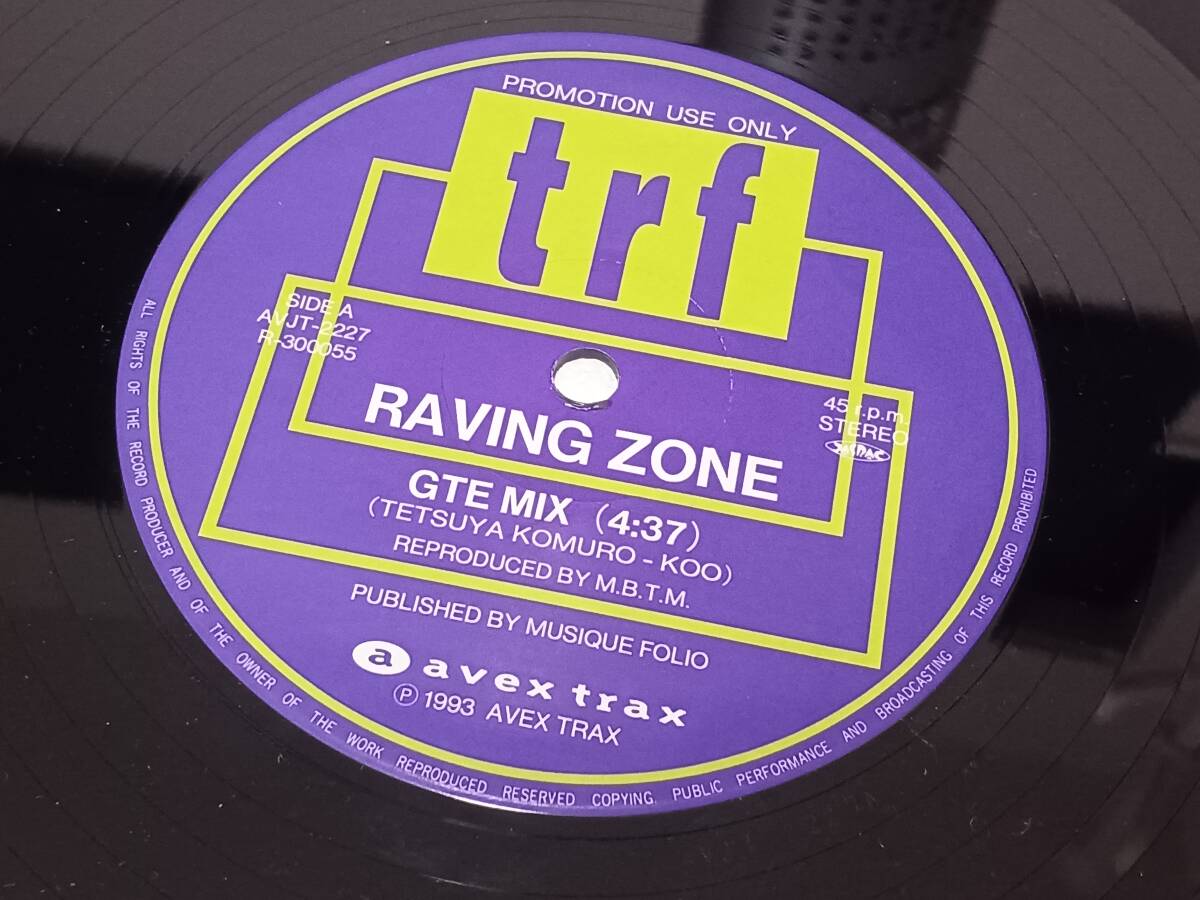 PROMOTION USE ONLY
trf
SIDE A
AVJT-2227
R-300055
45 r.p.m.
STEREO
JASRAC
RAVING ZONE
GTE MIX (4:37)
(TETSUYA KOMURO - KOO)
REPRODUCED BY M.B.T.M.
PUBLISHED BY MUSIQUE FOLIO
a avex trax
Ⓟ 1993 AVEX TRAX
ALL RIGHTS OF THE RECORD PRODUCER AND OF THE OWNER OF THE WORK REPRODUCED RESERVED COPYING. PUBLIC PERFORMANCE AND BROADCASTING OF THIS RECORD PROHIBITED